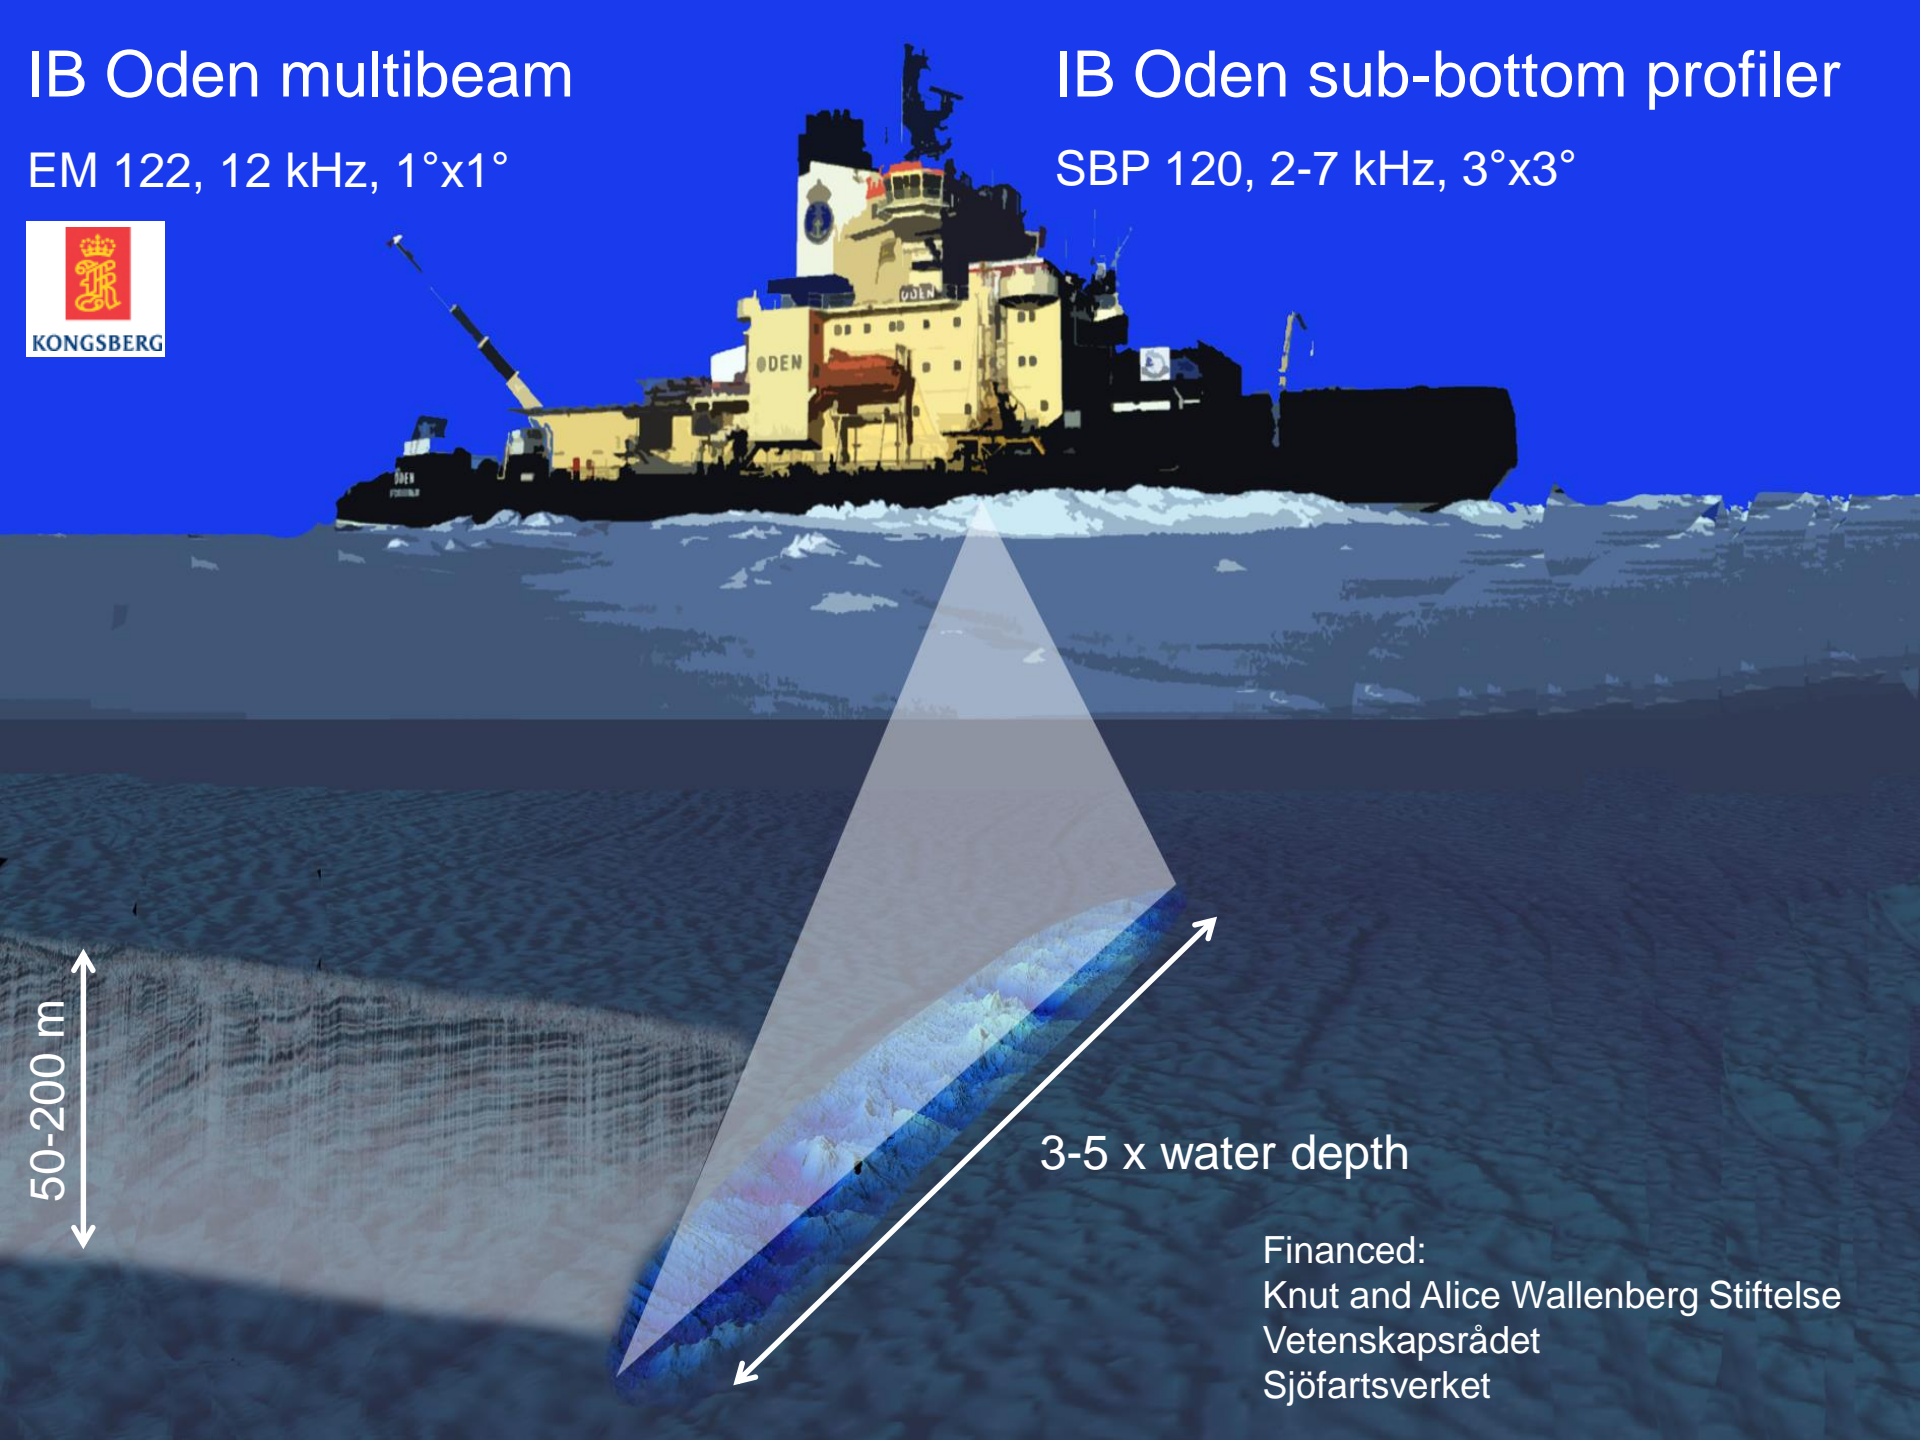 IB Oden multibeam
EM 122, 12 kHz, 1°x1°
KONGSBERG
IB Oden sub-bottom profiler
SBP 120, 2-7 kHz, 3°x3°
ODEN
ODEN
ODEN
50-200 m
3-5 x water depth
Financed:
Knut and Alice Wallenberg Stiftelse
Vetenskapsrådet
Sjöfartsverket